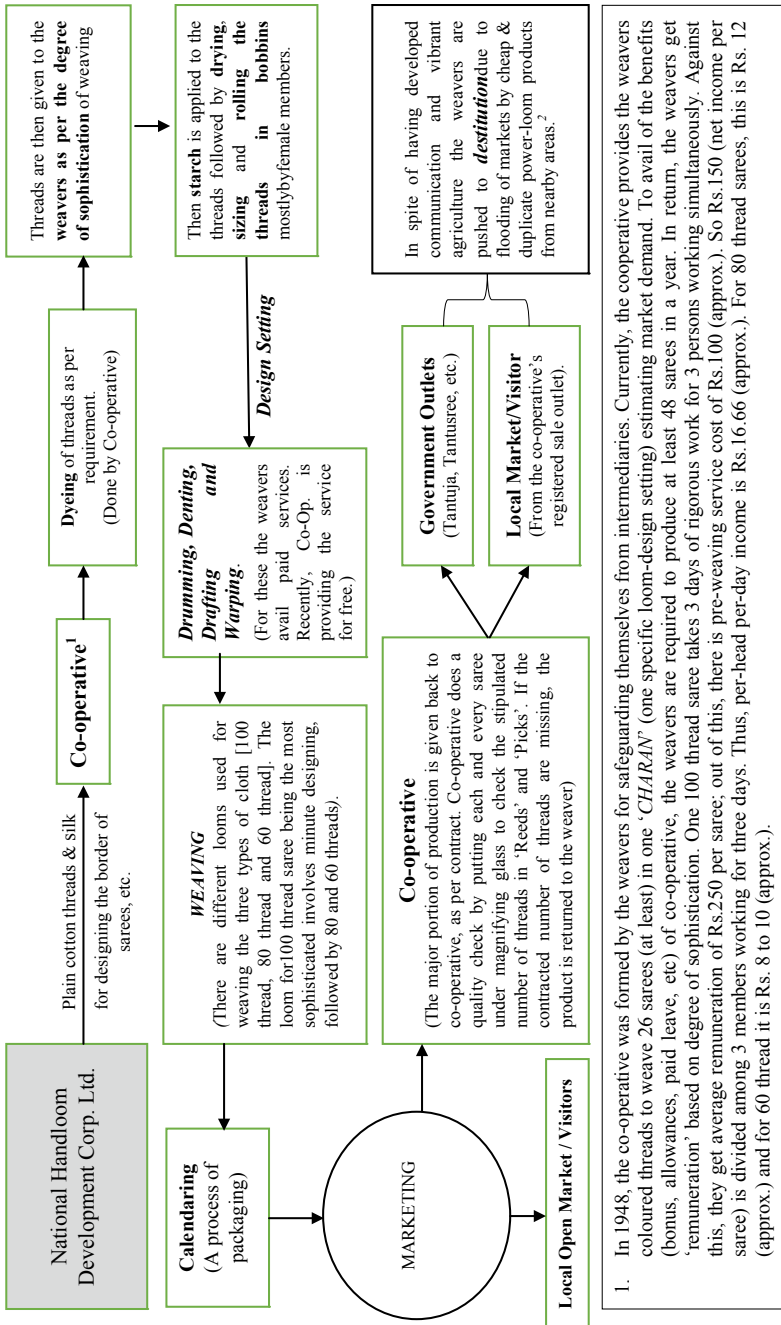 National Handloom
Development Corp. Ltd.
Plain cotton threads & silk
for designing the border of
sarees, etc.
Co-operative1
Dyeing of threads as per
requirement.
(Done by Co-operative)
Threads are then given to the
weavers as per the degree
of sophistication of weaving
Then starch is applied to the
threads followed by drying,
sizing and rolling the
threads in bobbins
mostlybyfemale members.
Design Setting
Drumming, Denting,
Drafting and
Warping.
(For these the weavers
avail paid services.
Recently, Co-Op. is
providing the service
for free.)
WEAVING
(There are different looms used for
weaving the three types of cloth [100
thread, 80 thread and 60 thread]. The
loom for100 thread saree being the most
sophisticated involves minute designing,
followed by 80 and 60 threads).
Calendaring
(A process of
packaging)
MARKETING
Local Open Market / Visitors
Co-operative
(The major portion of production is given back to
co-operative, as per contract. Co-operative does a
quality check by putting each and every saree
under magnifying glass to check the stipulated
number of threads in ‘Reeds’ and ‘Picks’. If the
contracted number of threads are missing, the
product is returned to the weaver)
Government Outlets
(Tantuja, Tantusree, etc.)
Local Market/Visitor
(From the co-operative’s
registered sale outlet).
In spite of having developed
communication and vibrant
agriculture the weavers are
pushed to destitutiondue to
flooding of markets by cheap &
duplicate power-loom products
from nearby areas.2
1. In 1948, the co-operative was formed by the weavers for safeguarding themselves from intermediaries. Currently, the cooperative provides the weavers
coloured threads to weave 26 sarees (at least) in one ‘CHARAN’ (one specific loom-design setting) estimating market demand. To avail of the benefits
(bonus, allowances, paid leave, etc) of co-operative, the weavers are required to produce at least 48 sarees in a year. In return, the weavers get
‘remuneration’ based on degree of sophistication. One 100 thread saree takes 3 days of rigorous work for 3 persons working simultaneously. Against
this, they get average remuneration of Rs.250 per saree; out of this, there is pre-weaving service cost of Rs.100 (approx.). So Rs.150 (net income per
saree) is divided among 3 members working for three days. Thus, per-head per-day income is Rs.16.66 (approx.). For 80 thread sarees, this is Rs. 12
(approx.) and for 60 thread it is Rs. 8 to 10 (approx.).